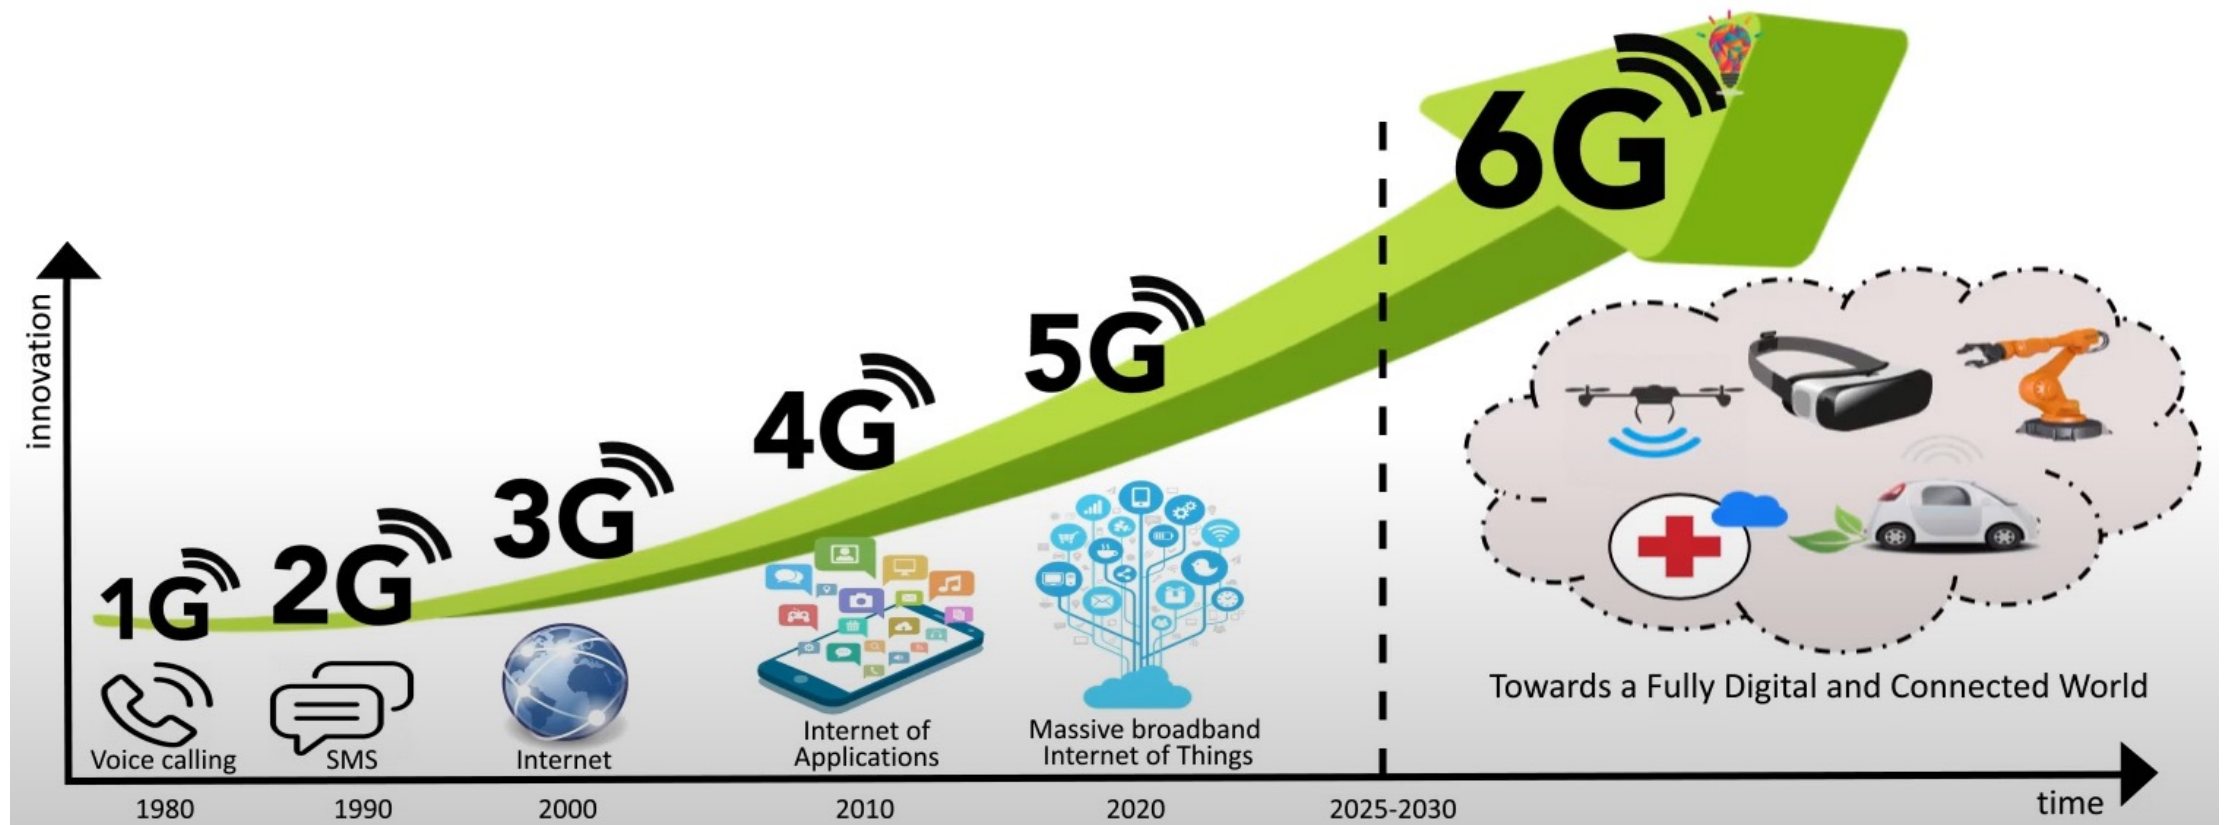 6G
5G
4G
3G
2G
1G
innovation
Voice calling
SMS
Internet
Internet of
Applications
Massive broadband
Internet of Things
Towards a Fully Digital and Connected World
1980
1990
2000
2010
2020
2025-2030
time